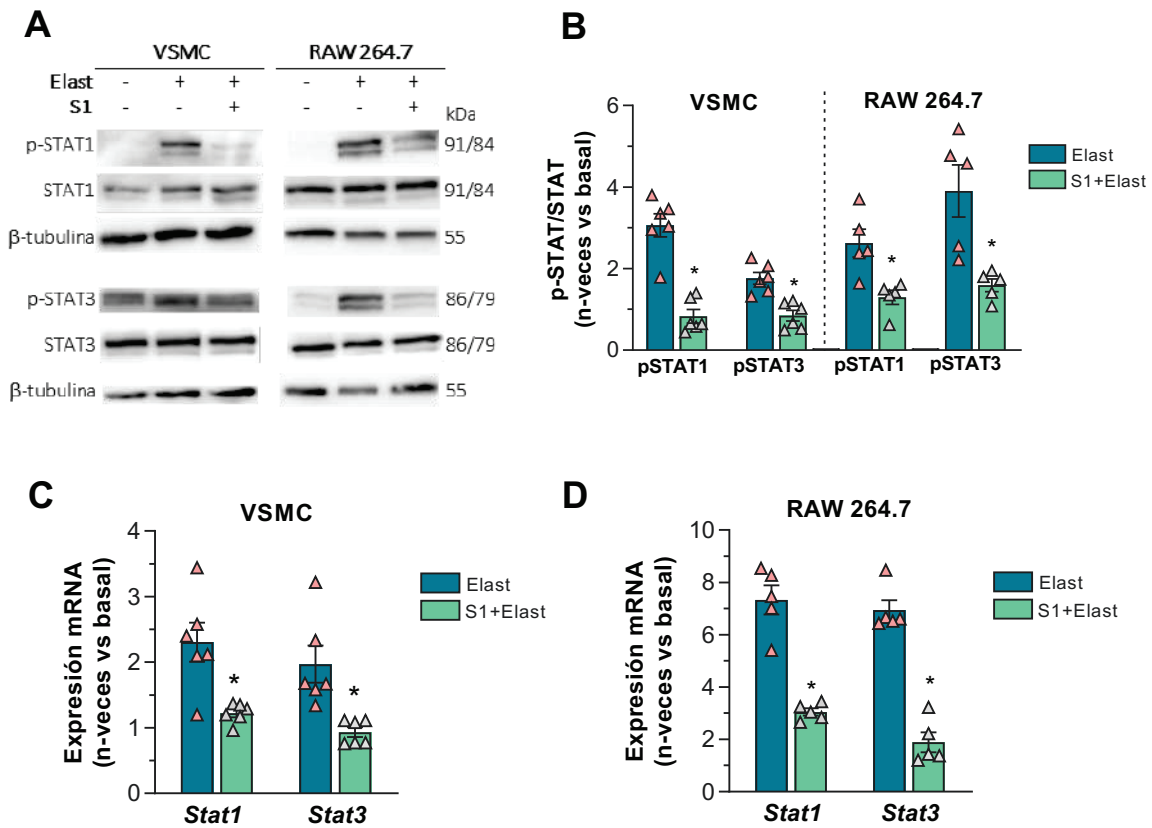 A
VSMC RAW 264.7
Elast - + + - + +
S1 - - + - - +
kDa
p-STAT1 91/84
STAT1 91/84
β-tubulina 55
p-STAT3 86/79
STAT3 86/79
β-tubulina 55
B
VSMC RAW 264.7
p-STAT/STAT
(n-veces vs basal)
6
4
2
0
* * * *
pSTAT1 pSTAT3 pSTAT1 pSTAT3
Elast
S1+Elast
C
VSMC
Expresión mRNA
(n-veces vs basal)
4
3
2
1
0
* *
Stat1 Stat3
Elast
S1+Elast
D
RAW 264.7
Expresión mRNA
(n-veces vs basal)
10
8
6
4
2
0
* *
Stat1 Stat3
Elast
S1+Elast